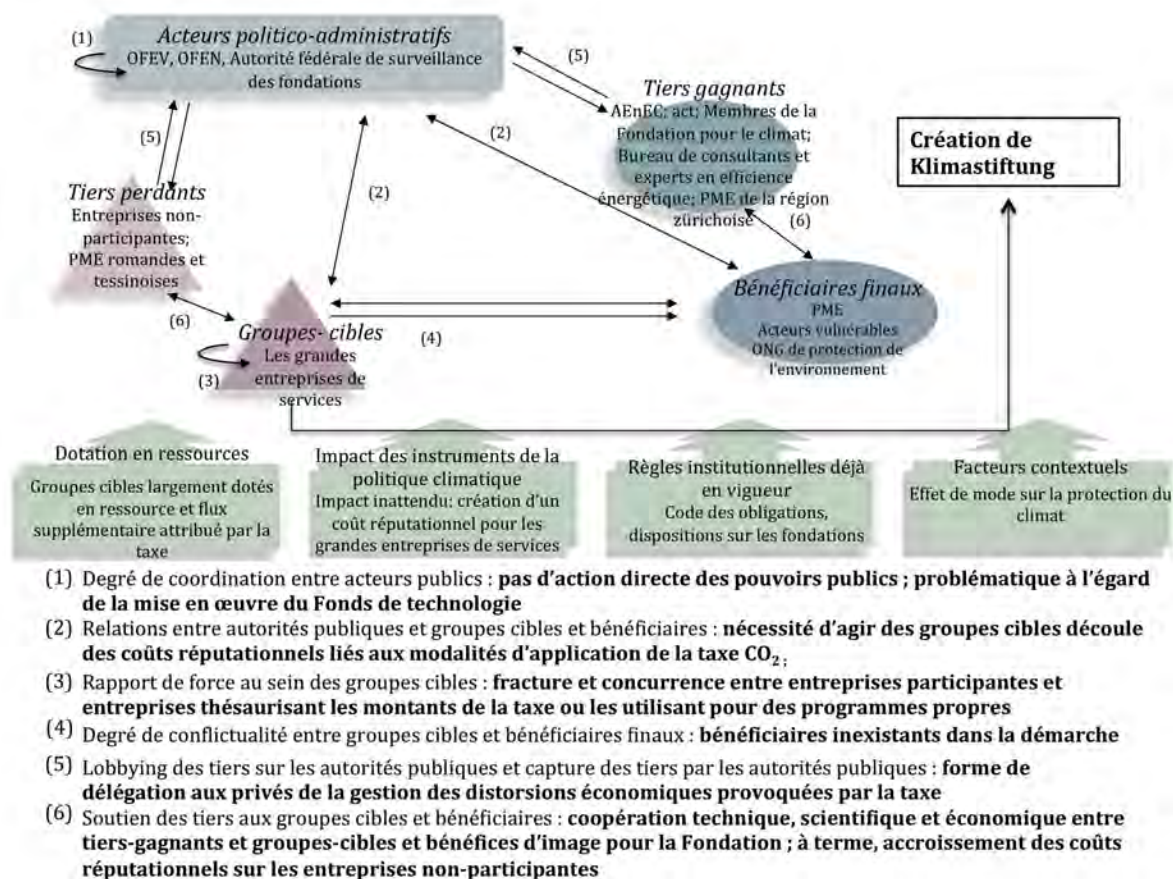 (1)
Acteurs politico-administratifs
OFEV, OFEN, Autorité fédérale de surveillance
des fondations
(5)
Tiers gagnants
AEnEC; act; Membres de la
Fondation pour le climat;
Bureau de consultants et
experts en efficience
énergétique; PME de la région
zürichoise
(2)
Création de
Klimastiftung
(5)
(2)
Tiers perdants
Entreprises non-
participantes;
PME romandes et
tessinoises
(6)
Bénéficiaires finaux
PME
Acteurs vulnérables
ONG de protection de
l'environnement
(6)
Groupes- cibles
(4)
Les grandes
entreprises de
services
(3)
Dotation en ressources
Groupes cibles largement dotés
en ressource et flux
supplémentaire attribué par la
taxe
Impact des instruments de la
politique climatique
Impact inattendu: création d'un
coût réputationnel pour les
grandes entreprises de services
Règles institutionnelles déjà
en vigueur
Code des obligations,
dispositions sur les fondations
Facteurs contextuels
Effet de mode sur la protection du
climat
(1) Degré de coordination entre acteurs publics : pas d'action directe des pouvoirs publics ; problématique à l'égard
de la mise en œuvre du Fonds de technologie
(2) Relations entre autorités publiques et groupes cibles et bénéficiaires : nécessité d'agir des groupes cibles découle
des coûts réputationnels liés aux modalités d'application de la taxe CO2 ;
(3) Rapport de force au sein des groupes cibles : fracture et concurrence entre entreprises participantes et
entreprises thésaurisant les montants de la taxe ou les utilisant pour des programmes propres
(4) Degré de conflictualité entre groupes cibles et bénéficiaires finaux : bénéficiaires inexistants dans la démarche
(5) Lobbying des tiers sur les autorités publiques et capture des tiers par les autorités publiques : forme de
délégation aux privés de la gestion des distorsions économiques provoquées par la taxe
(6) Soutien des tiers aux groupes cibles et bénéficiaires : coopération technique, scientifique et économique entre
tiers-gagnants et groupes-cibles et bénéfices d'image pour la Fondation ; à terme, accroissement des coûts
réputationnels sur les entreprises non-participantes